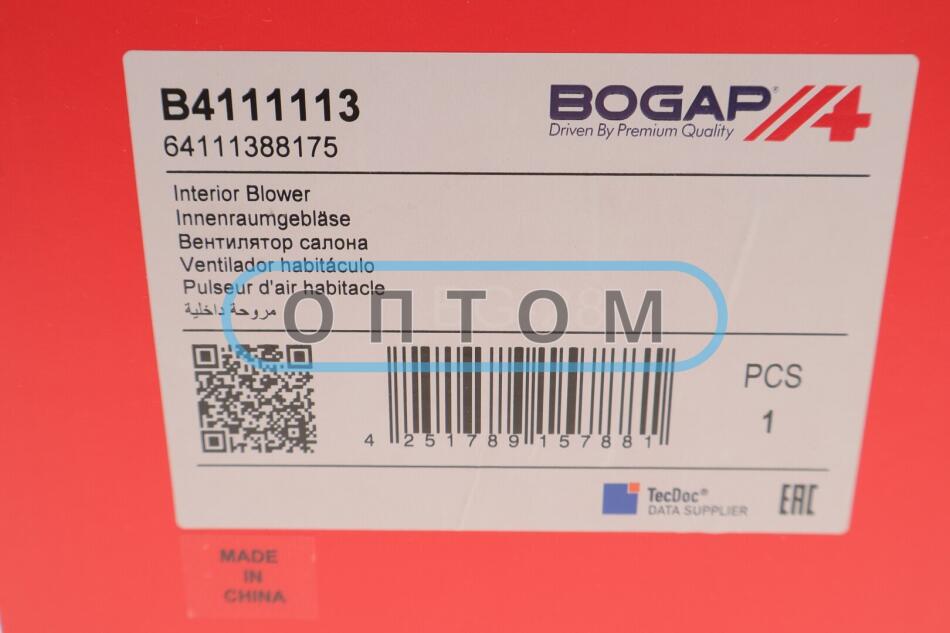 B4111113
64111388175
BOGAP
Driven By Premium Quality
Interior Blower
Innenraumgebläse
Вентилятор салона
Ventilador habitáculo
Pulseur d'air habitacle
مروحة داخلية
ОПТОМ
PCS
1
4 251789 157881
TecDoc®
DATA SUPPLIER
EAC
MADE
IN
CHINA